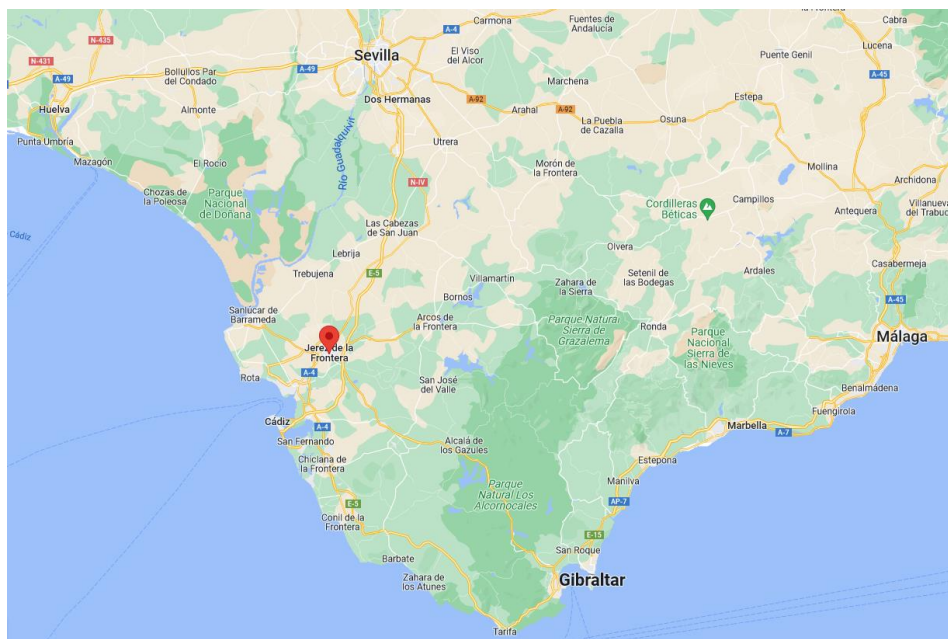 la Frontera
Carmona
Fuentes de
Andalucía
Cabra
N-435
A-4
Lucena
N-431
Sevilla
El Viso
del Alcor
Puente Genil
A-49
A-49
Bollullos Par
del Condado
Marchena
A-45
Dos Hermanas
A-92
Estepa
Huelva
Almonte
Arahal
A-92
La Puebla
de Cazalla
Osuna
Punta Umbría
Utrera
Río Guadalquivir
Mazagón
El Rocio
Morón de
la Frontera
Mollina
Archidona
Chozas de
la Poleosa
Parque
Nacional
de Doñana
N-IV
Cordilleras
Béticas
Campillos
Villanueva
del Trabuc
Antequera
Cádiz
Las Cabezas
de San Juan
Olvera
Lebrija
Casabermeja
Trebujena
E-5
Villamartin
Zahara de
la Sierra
Setenil de
las Bodegas
Ardales
Bornos
A-45
Sanlúcar de
Barrameda
Arcos de
la Frontera
Parque Natural
Sierra de
Grazalema
Ronda
Parque
Nacional
Sierra de
las Nieves
Málaga
Jerez de la
Frontera
A-4
Rota
San José
del Valle
Benalmádena
Fuengirola
Cádiz
A-4
Marbella
A-7
San Fernando
Alcalá de
los Gazules
Chiclana de
la Frontera
Estepona
Manilva
Parque
Natural Los
Alcornocales
E-5
AP-7
Conil de la
Frontera
E-15
Barbate
San Roque
Zahara de
los Atunes
Gibraltar
Tarifa